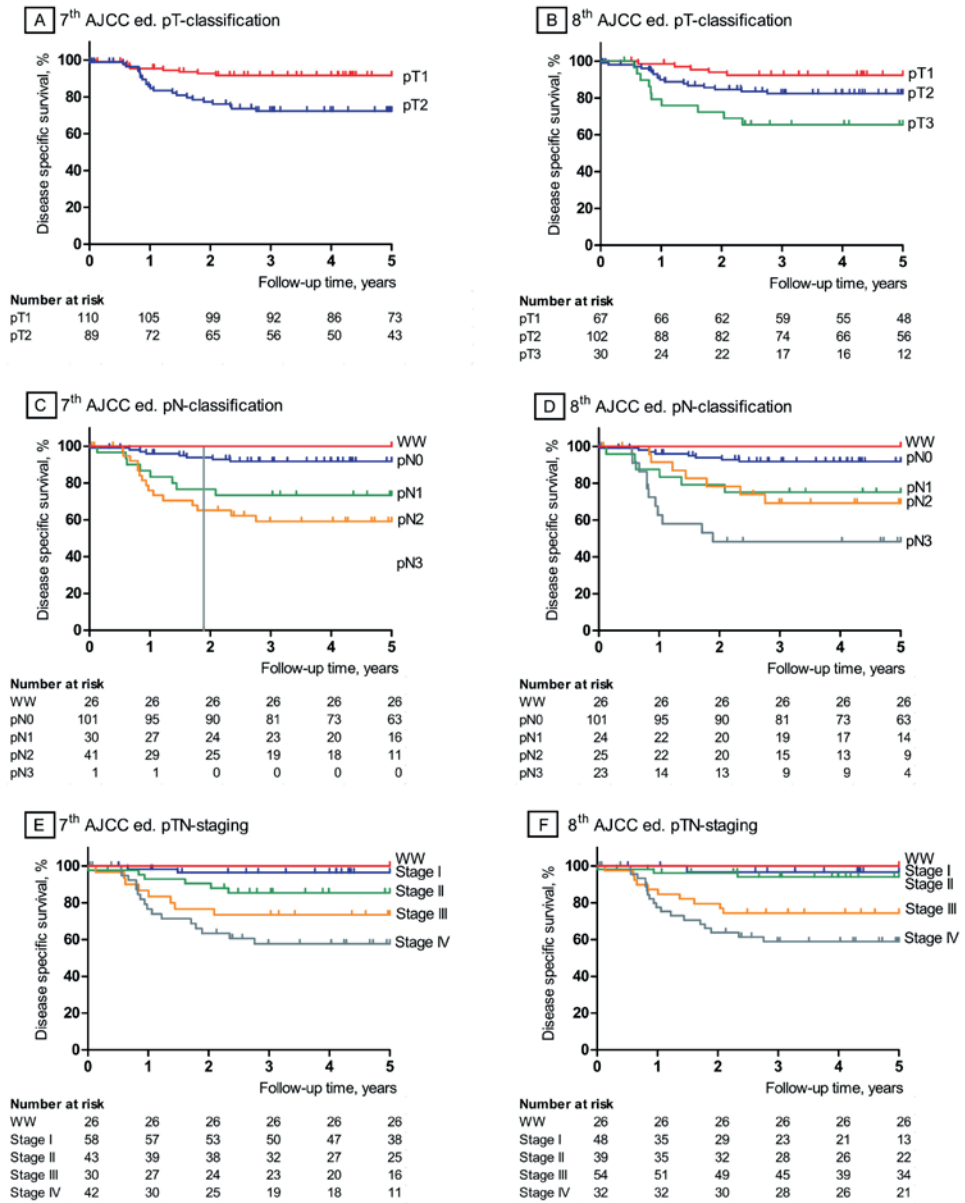 A 7th AJCC ed. pT-classification
Disease specific survival, %
100
80
60
40
20
0
pT1
pT2
0 1 2 3 4 5
Follow-up time, years
Number at risk
pT1 110 105 99 92 86 73
pT2 89 72 65 56 50 43
B 8th AJCC ed. pT-classification
Disease specific survival, %
100
80
60
40
20
0
pT1
pT2
pT3
0 1 2 3 4 5
Follow-up time, years
Number at risk
pT1 67 66 62 59 55 48
pT2 102 88 82 74 66 56
pT3 30 24 22 17 16 12
C 7th AJCC ed. pN-classification
Disease specific survival, %
100
80
60
40
20
0
WW
pN0
pN1
pN2
pN3
0 1 2 3 4 5
Follow-up time, years
Number at risk
WW 26 26 26 26 26 26
pN0 101 95 90 81 73 63
pN1 30 27 24 23 20 16
pN2 41 29 25 19 18 11
pN3 1 1 0 0 0 0
D 8th AJCC ed. pN-classification
Disease specific survival, %
100
80
60
40
20
0
WW
pN0
pN1
pN2
pN3
0 1 2 3 4 5
Follow-up time, years
Number at risk
WW 26 26 26 26 26 26
pN0 101 95 90 81 73 63
pN1 24 22 20 19 17 14
pN2 25 22 20 15 13 9
pN3 23 14 13 9 9 4
E 7th AJCC ed. pTN-staging
Disease specific survival, %
100
80
60
40
20
0
WW
Stage I
Stage II
Stage III
Stage IV
0 1 2 3 4 5
Follow-up time, years
Number at risk
WW 26 26 26 26 26 26
Stage I 58 57 53 50 47 38
Stage II 43 39 38 32 27 25
Stage III 30 27 24 23 20 16
Stage IV 42 30 25 19 18 11
F 8th AJCC ed. pTN-staging
Disease specific survival, %
100
80
60
40
20
0
WW
Stage I
Stage II
Stage III
Stage IV
0 1 2 3 4 5
Follow-up time, years
Number at risk
WW 26 26 26 26 26 26
Stage I 48 35 29 23 21 13
Stage II 39 35 32 28 26 22
Stage III 54 51 49 45 39 34
Stage IV 32 32 30 28 28 21